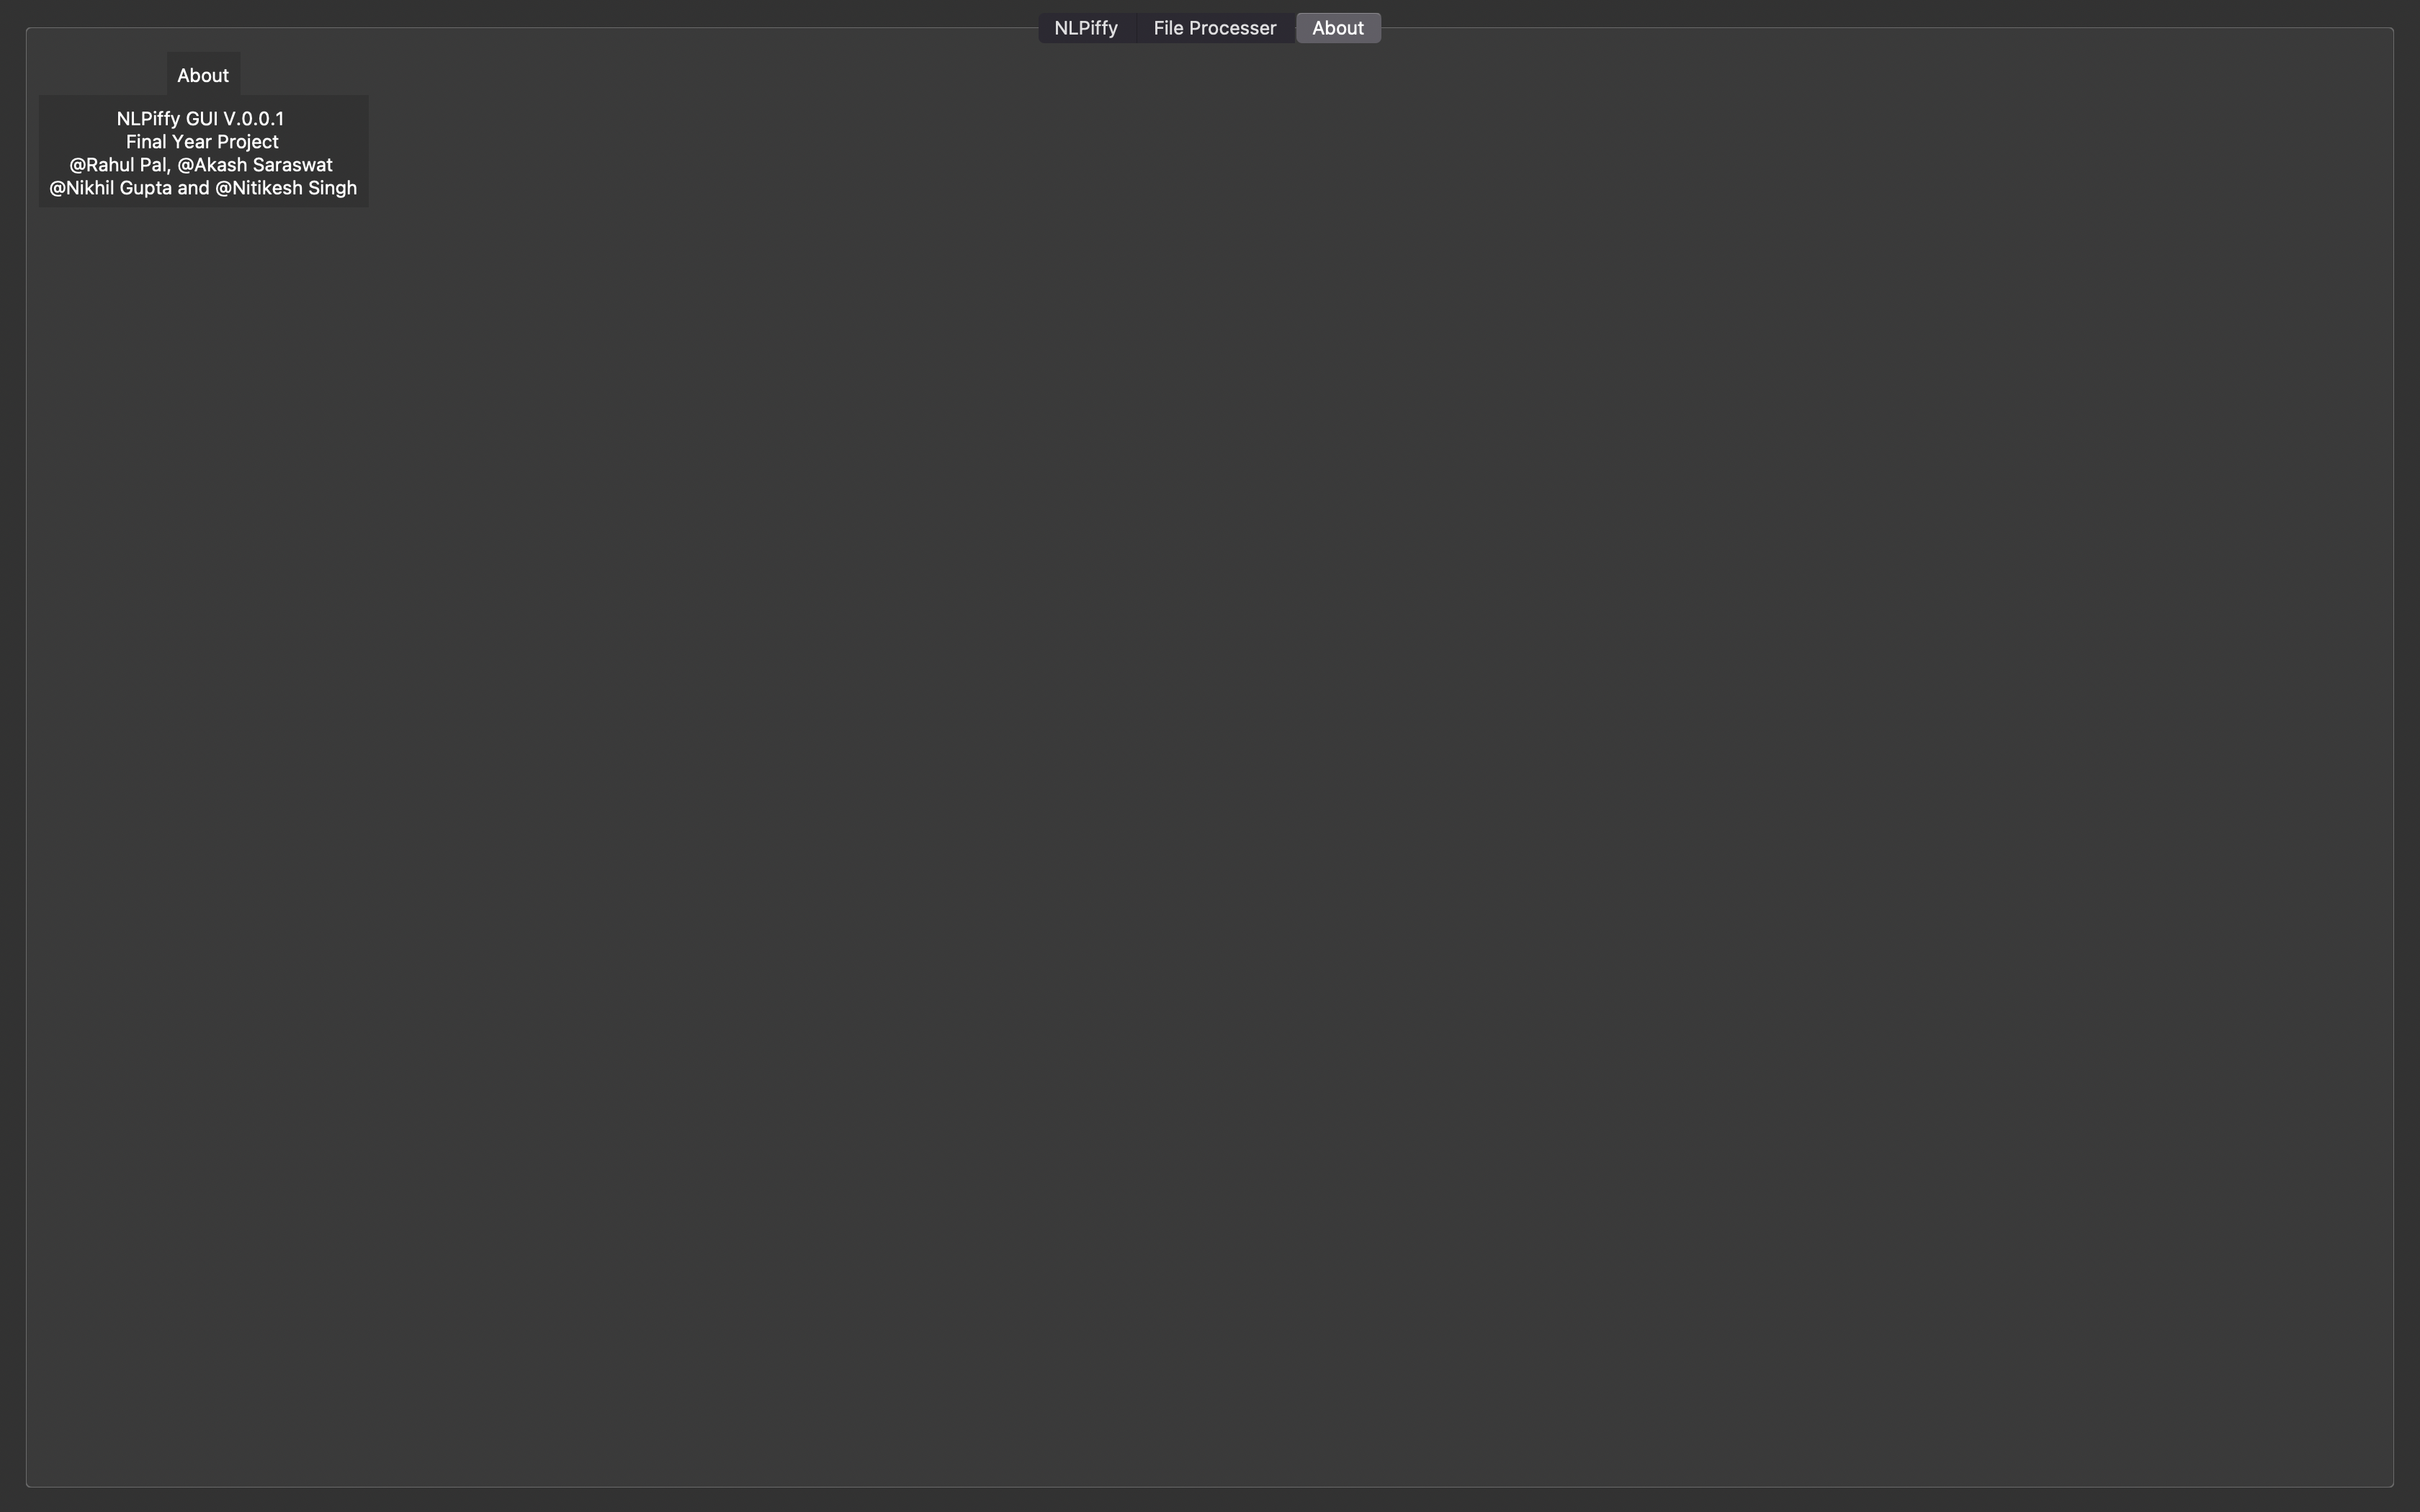 NLPiffy File Processer About
About
NLPiffy GUI V.0.0.1
Final Year Project
@Rahul Pal, @Akash Saraswat
@Nikhil Gupta and @Nitikesh Singh